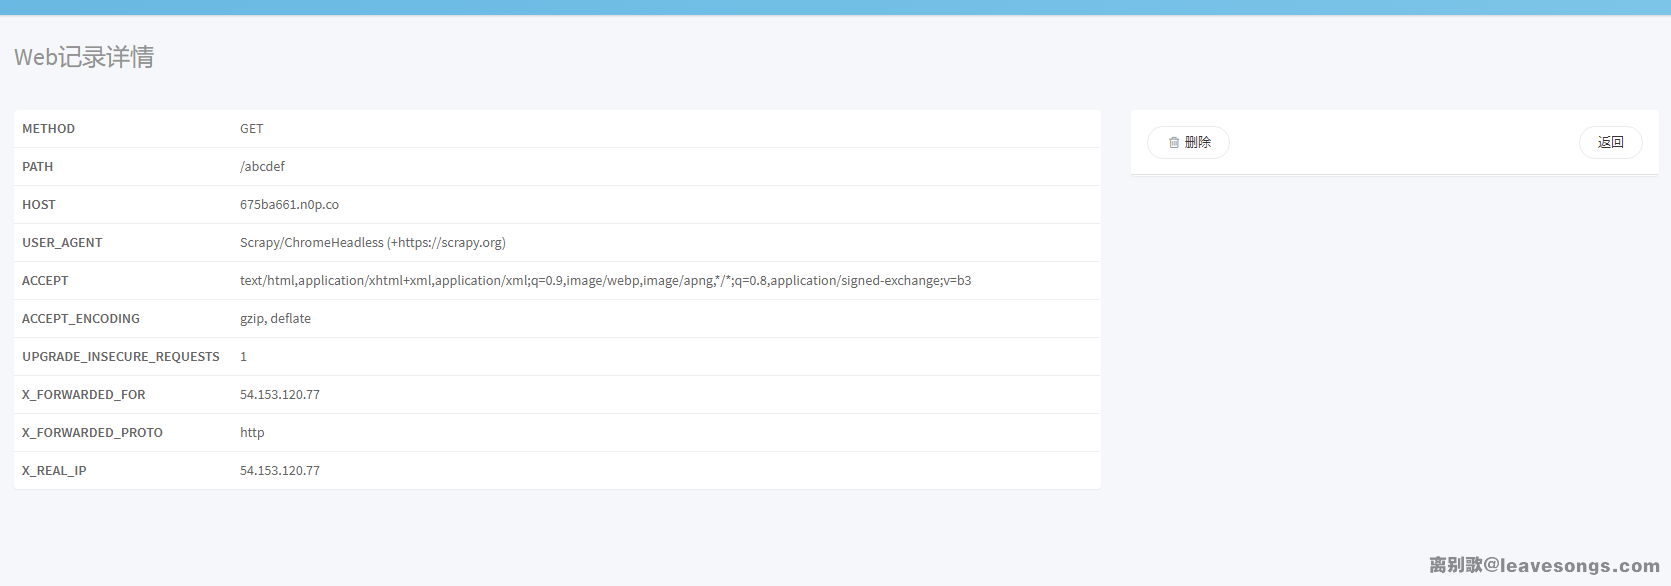 Web记录详情
METHOD GET
PATH /abcdef
HOST 675ba661.n0p.co
USER_AGENT Scrapy/ChromeHeadless (+https://scrapy.org)
ACCEPT text/html,application/xhtml+xml,application/xml;q=0.9,image/webp,image/apng,*/*;q=0.8,application/signed-exchange;v=b3
ACCEPT_ENCODING gzip, deflate
UPGRADE_INSECURE_REQUESTS 1
X_FORWARDED_FOR 54.153.120.77
X_FORWARDED_PROTO http
X_REAL_IP 54.153.120.77
删除 返回
离别歌@leavesongs.com